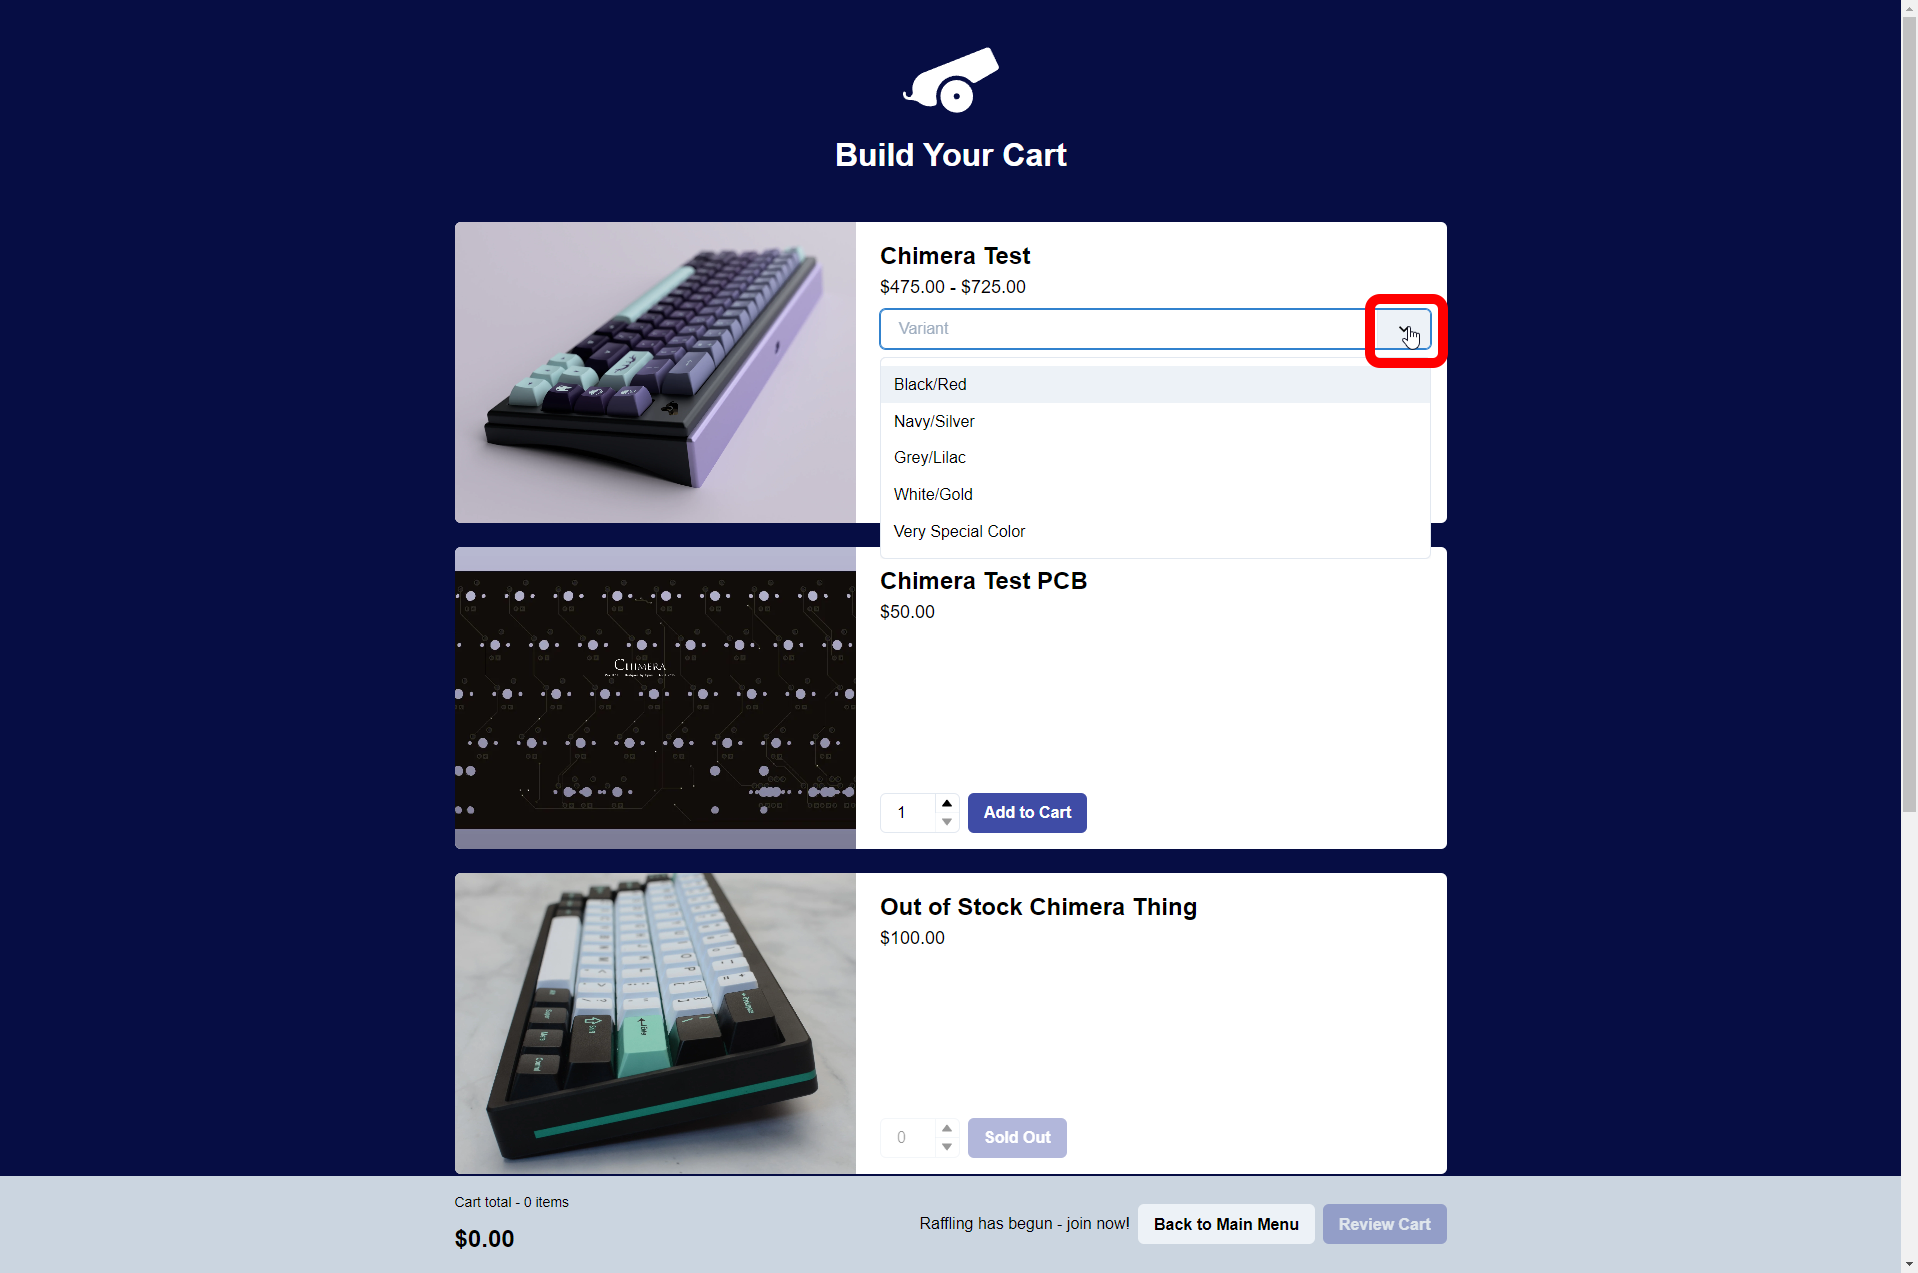 Build Your Cart
Chimera Test
$475.00 - $725.00
Variant
Black/Red
Navy/Silver
Grey/Lilac
White/Gold
Very Special Color
Chimera Test PCB
$50.00
CHIMERA
1
Add to Cart
Out of Stock Chimera Thing
$100.00
0
Sold Out
Cart total - 0 items
$0.00
Raffling has begun - join now!
Back to Main Menu
Review Cart